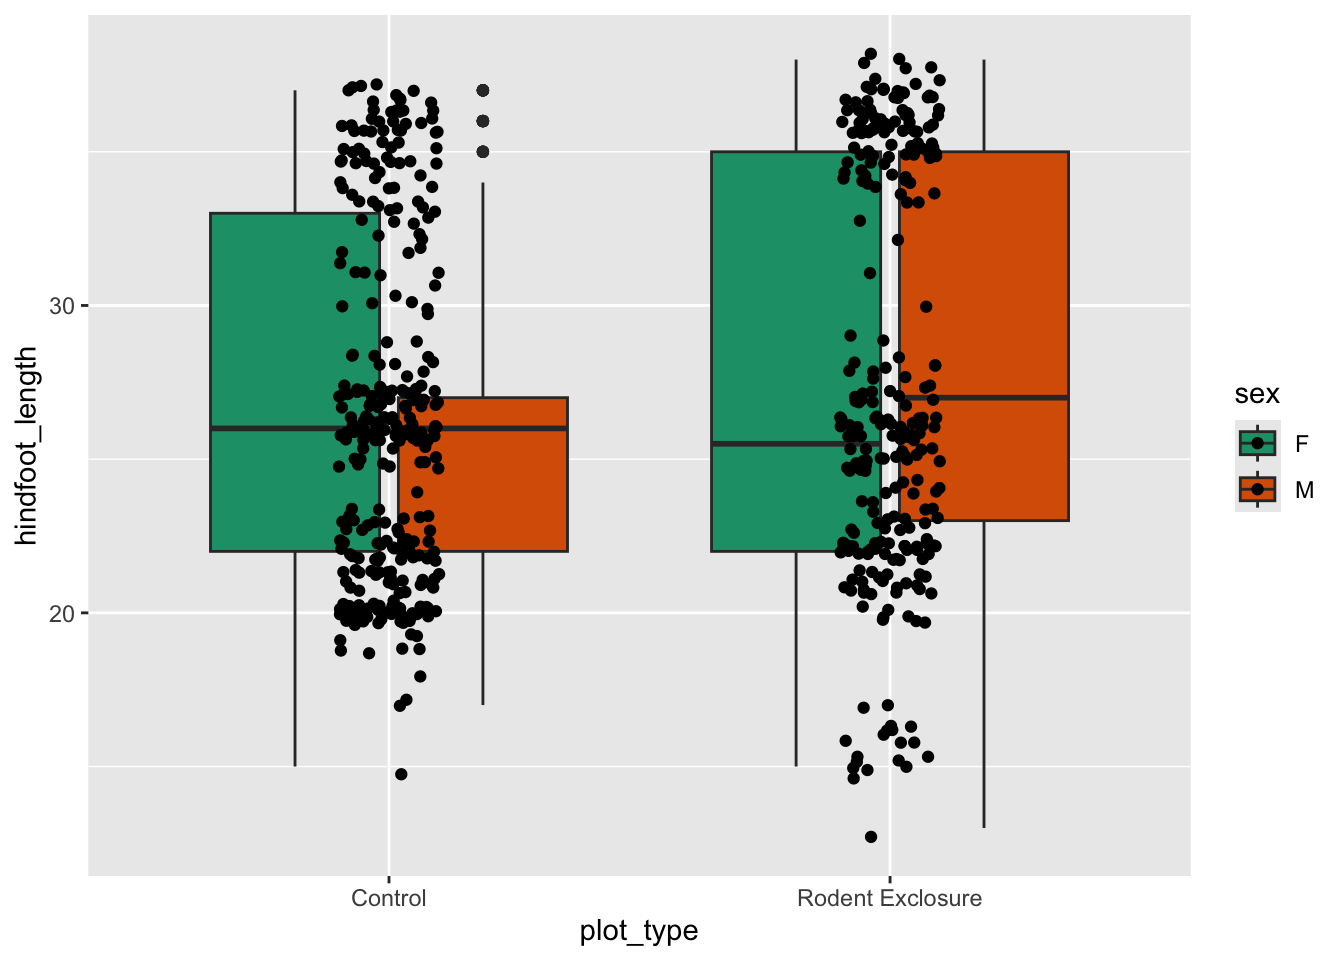 hindfoot_length
30
20
Control
Rodent Exclosure
plot_type
sex
F
M